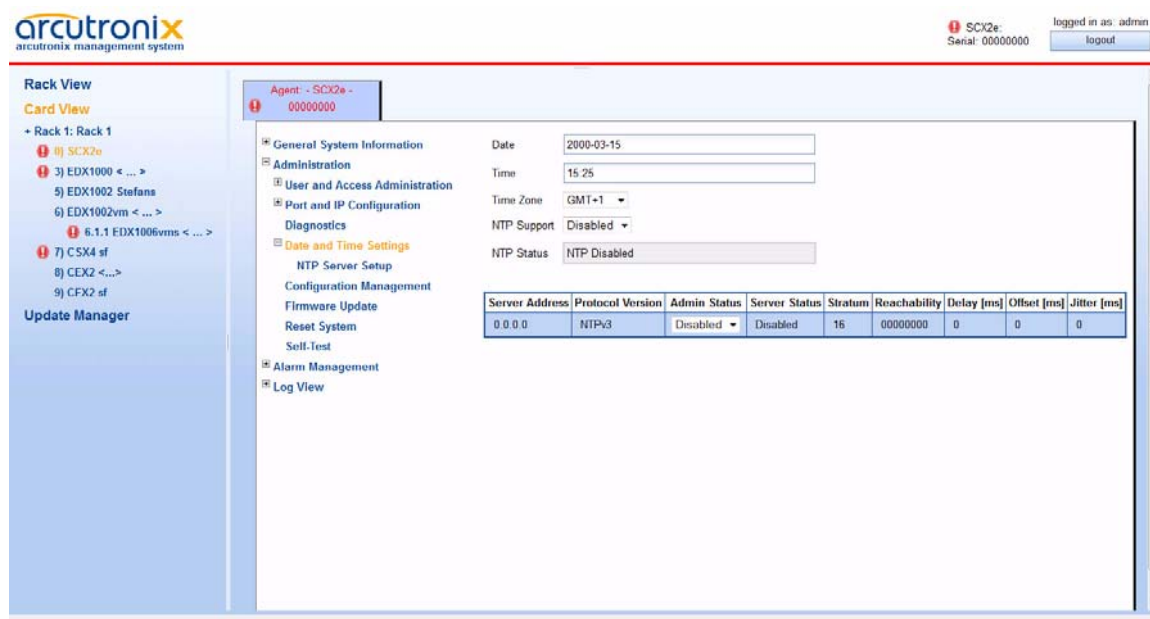 arcutronix
arcutronix management system
SCX2e:
Serial: 00000000
logged in as: admin
logout
Rack View
Card View
+ Rack 1: Rack 1
0) SCX2e
3) EDX1000 < ... >
5) EDX1002 Stefans
6) EDX1002vm < ... >
6.1.1 EDX1006vms < ... >
7) CSX4 sf
8) CEX2 <...>
9) CFX2 sf
Update Manager
Agent: - SCX2e -
00000000
General System Information
Administration
User and Access Administration
Port and IP Configuration
Diagnostics
Date and Time Settings
NTP Server Setup
Configuration Management
Firmware Update
Reset System
Self-Test
Alarm Management
Log View
Date 2000-03-15
Time 15:25
Time Zone GMT+1
NTP Support Disabled
NTP Status NTP Disabled
Server Address Protocol Version Admin Status Server Status Stratum Reachability Delay [ms] Offset [ms] Jitter [ms]
0.0.0.0 NTPv3 Disabled Disabled 16 00000000 0 0 0